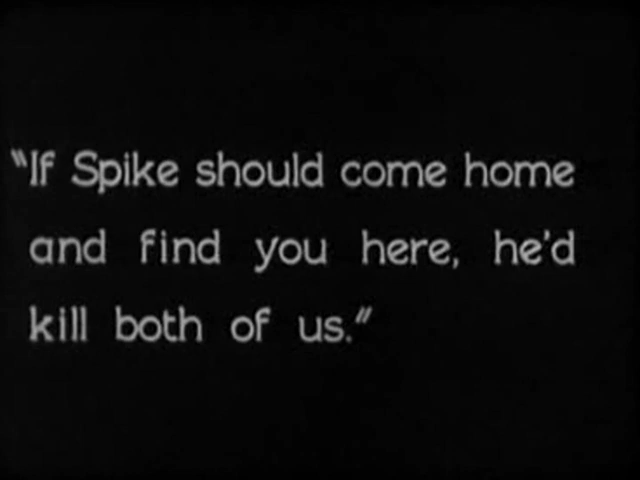 "If Spike should come home
and find you here, he'd
kill both of us."